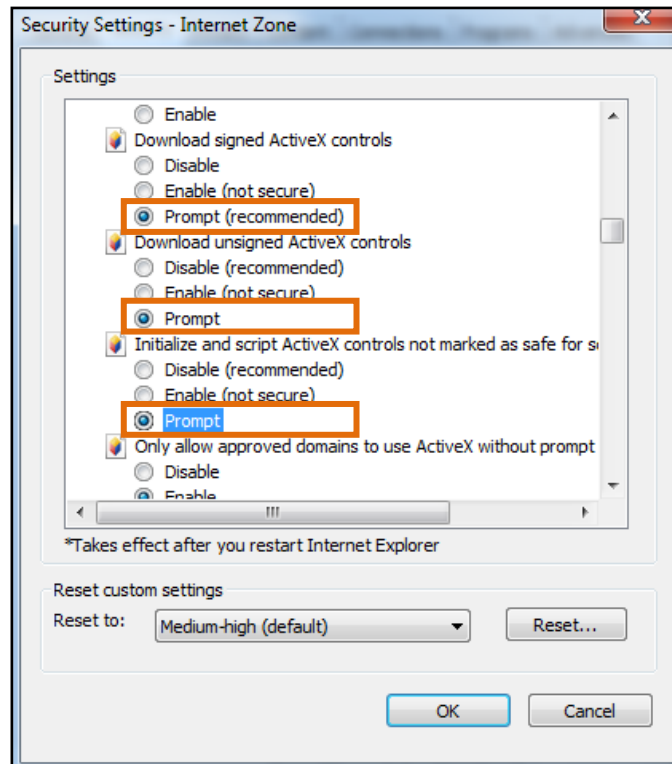 Security Settings - Internet Zone
Settings
Enable
Download signed ActiveX controls
Disable
Enable (not secure)
Prompt (recommended)
Download unsigned ActiveX controls
Disable (recommended)
Enable (not secure)
Prompt
Initialize and script ActiveX controls not marked as safe for s
Disable (recommended)
Enable (not secure)
Prompt
Only allow approved domains to use ActiveX without prompt
Disable
Enable
*Takes effect after you restart Internet Explorer
Reset custom settings
Reset to:
Medium-high (default)
Reset...
OK
Cancel